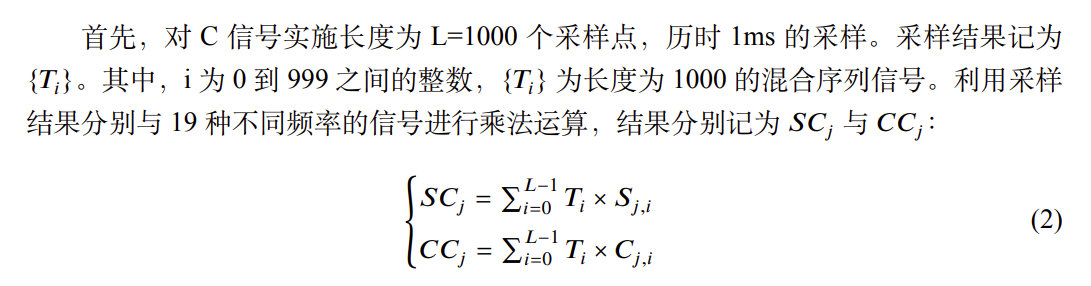 首先，对 C 信号实施长度为 L=1000 个采样点，历时 1ms 的采样。采样结果记为
{Tᵢ}。其中，i 为 0 到 999 之间的整数，{Tᵢ} 为长度为 1000 的混合序列信号。利用采样
结果分别与 19 种不同频率的信号进行乘法运算，结果分别记为 SCⱼ 与 CCⱼ：
{ SCⱼ = ∑_{i=0}^{L−1} Tᵢ × S_{j,i}
CCⱼ = ∑_{i=0}^{L−1} Tᵢ × C_{j,i}
(2)